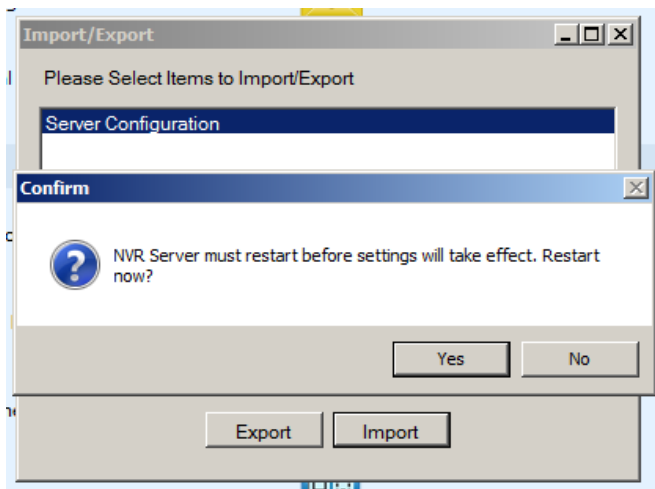 Import/Export
Please Select Items to Import/Export
Server Configuration
Confirm
NVR Server must restart before settings will take effect. Restart
now?
Yes
No
Export
Import